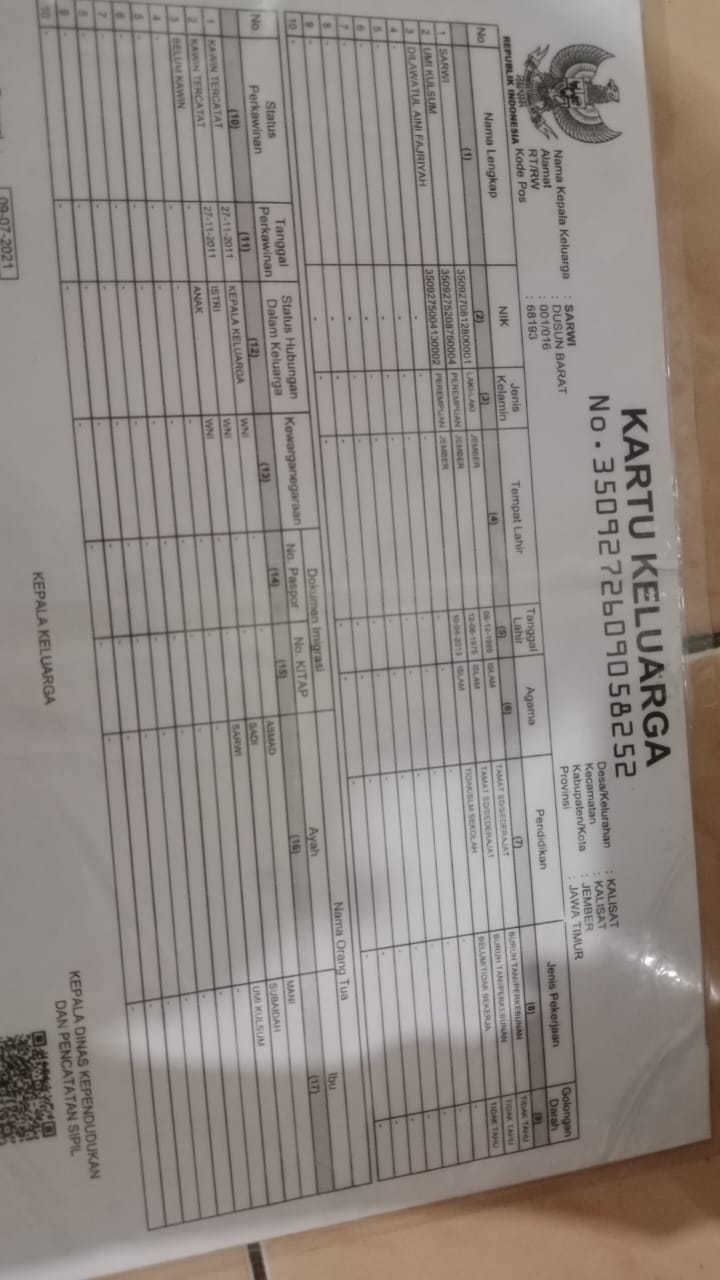 KARTU KELUARGA
No. 3509272609058252
REPUBLIK INDONESIA
Nama Kepala Keluarga : SARWI
Alamat : DUSUN BARAT
RT/RW : 001/016
Kode Pos : 68193
Desa/Kelurahan : KALISAT
Kecamatan : KALISAT
Kabupaten/Kota : JEMBER
Provinsi : JAWA TIMUR
No Nama Lengkap NIK Jenis Kelamin Tempat Lahir Tanggal Lahir Agama Pendidikan Jenis Pekerjaan Golongan Darah
(1) (2) (3) (4) (5) (6) (7) (8) (9)
1 SARWI 3509270812800001 LAKI-LAKI JEMBER 08-12-1980 ISLAM TAMAT SD/SEDERAJAT BURUH TANI/PERKEBUNAN TIDAK TAHU
2 UMI KULSUM 3509275208750004 PEREMPUAN JEMBER 12-08-1975 ISLAM TAMAT SD/SEDERAJAT BURUH TANI/PERKEBUNAN TIDAK TAHU
3 DILAWATUL AINI FAJRIYAH 3509275004130002 PEREMPUAN JEMBER 10-04-2013 ISLAM TIDAK/BLM SEKOLAH BELUM/TIDAK BEKERJA TIDAK TAHU
4 - - - - - - - - -
5 - - - - - - - - -
6 - - - - - - - - -
7 - - - - - - - - -
8 - - - - - - - - -
9 - - - - - - - - -
10 - - - - - - - - -
No. Status Perkawinan Tanggal Perkawinan Status Hubungan Dalam Keluarga Kewarganegaraan Dokumen Imigrasi Nama Orang Tua
No. Paspor No. KITAP Ayah Ibu
(10) (11) (12) (13) (14) (15) (16) (17)
1 KAWIN TERCATAT 27-11-2011 KEPALA KELUARGA WNI - - ASMAD MANI
2 KAWIN TERCATAT 27-11-2011 ISTRI WNI - - SADI SUBAIDAH
3 BELUM KAWIN - ANAK WNI - - SARWI UMI KULSUM
4 - - - - - - - -
5 - - - - - - - -
6 - - - - - - - -
7 - - - - - - - -
8 - - - - - - - -
9 - - - - - - - -
10 - - - - - - - -
09-07-2021
KEPALA KELUARGA
KEPALA DINAS KEPENDUDUKAN
DAN PENCATATAN SIPIL